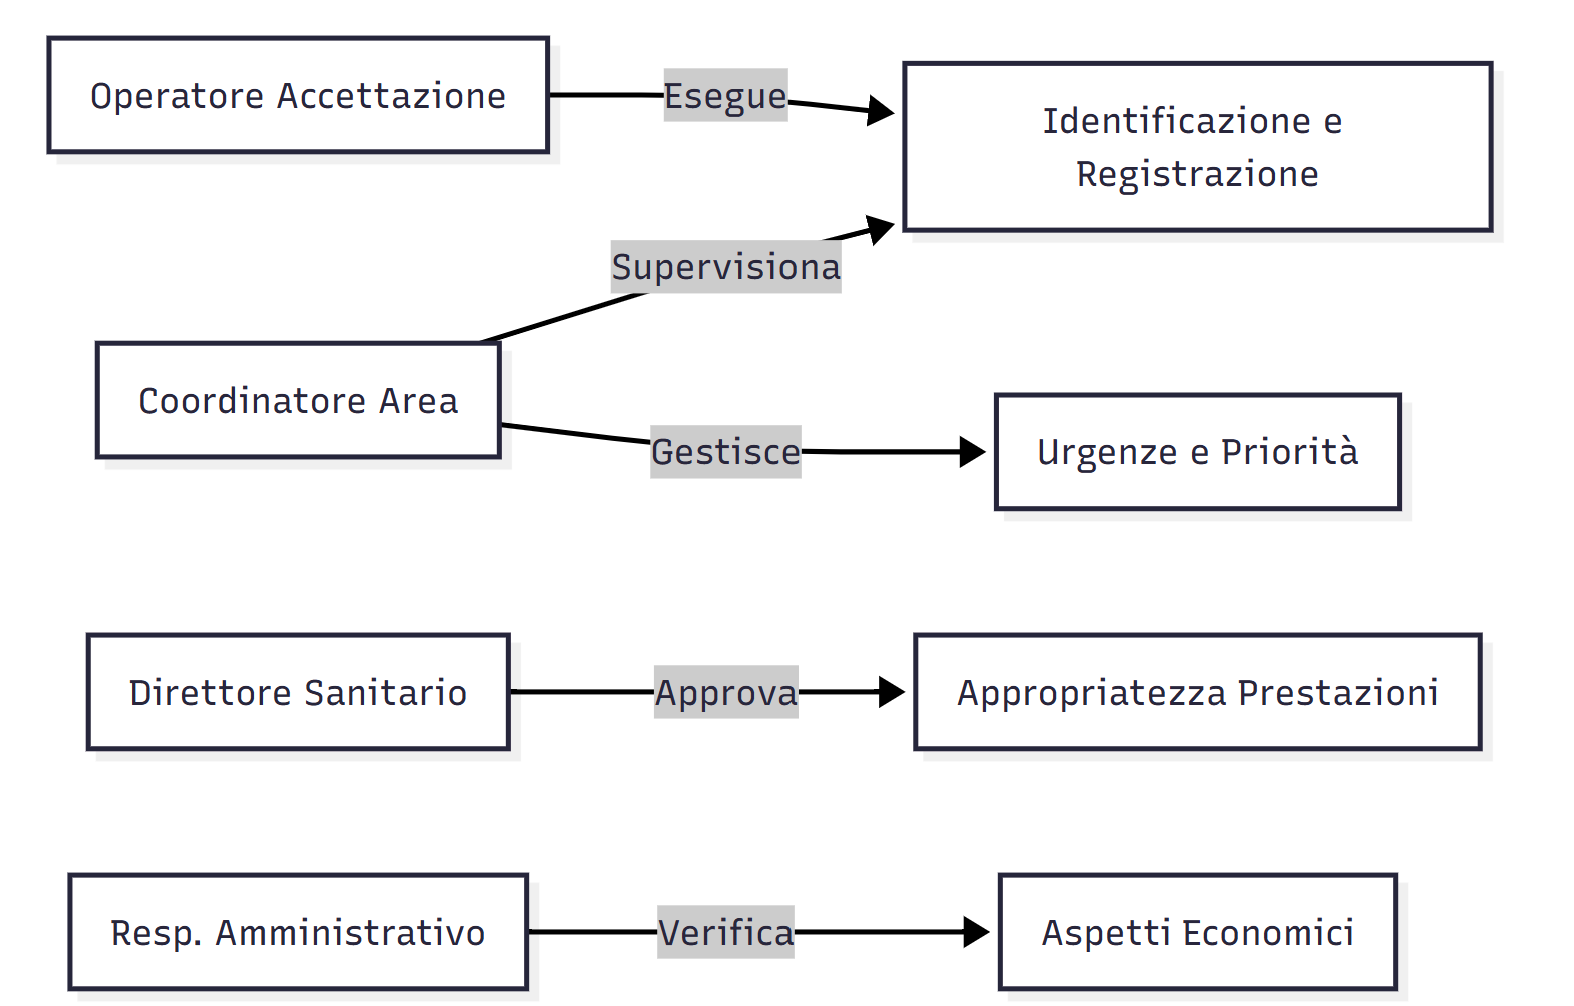 Operatore Accettazione
Esegue
Identificazione e
Registrazione
Supervisiona
Coordinatore Area
Gestisce
Urgenze e Priorità
Direttore Sanitario
Approva
Appropriatezza Prestazioni
Resp. Amministrativo
Verifica
Aspetti Economici